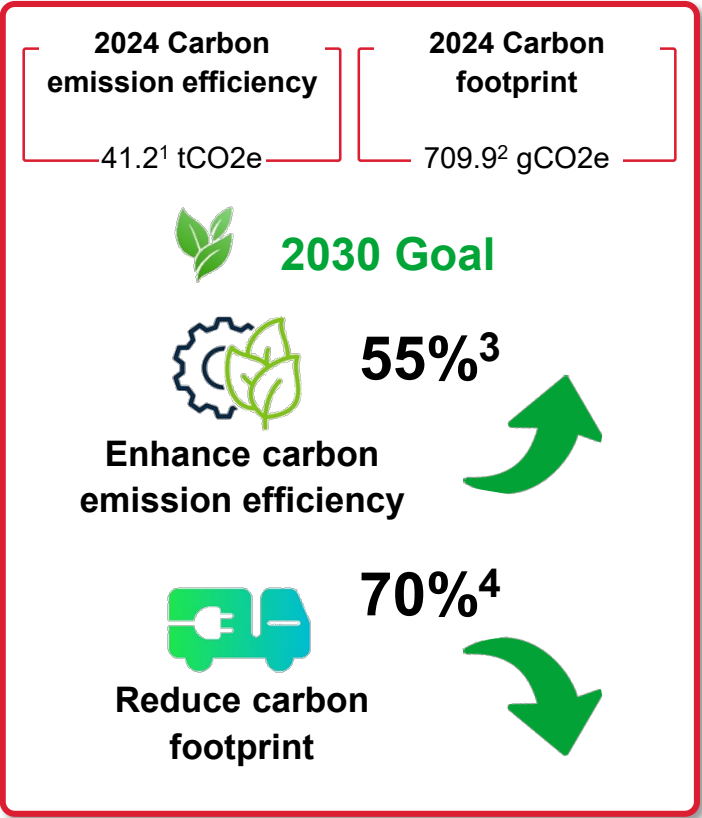 2024 Carbon
emission efficiency
41.2¹ tCO2e
2024 Carbon
footprint
709.9² gCO2e
2030 Goal
55%³
Enhance carbon
emission efficiency
70%⁴
Reduce carbon
footprint